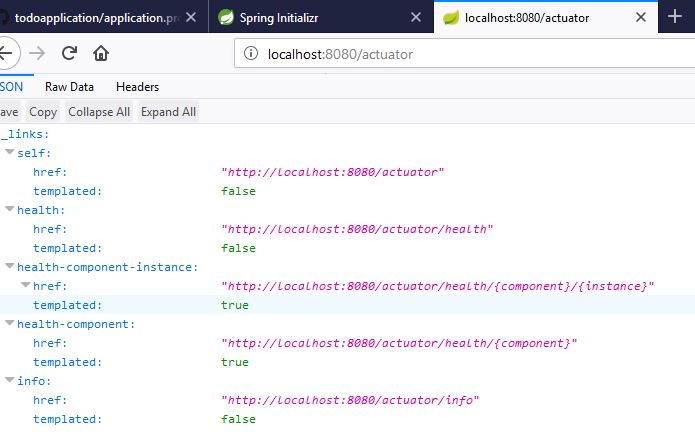 todoapplication/application.pr
Spring Initializr
localhost:8080/actuator
localhost:8080/actuator
SON Raw Data Headers
ave Copy Collapse All Expand All
_links:
self:
href: "http://localhost:8080/actuator"
templated: false
health:
href: "http://localhost:8080/actuator/health"
templated: false
health-component-instance:
href: "http://localhost:8080/actuator/health/{component}/{instance}"
templated: true
health-component:
href: "http://localhost:8080/actuator/health/{component}"
templated: true
info:
href: "http://localhost:8080/actuator/info"
templated: false